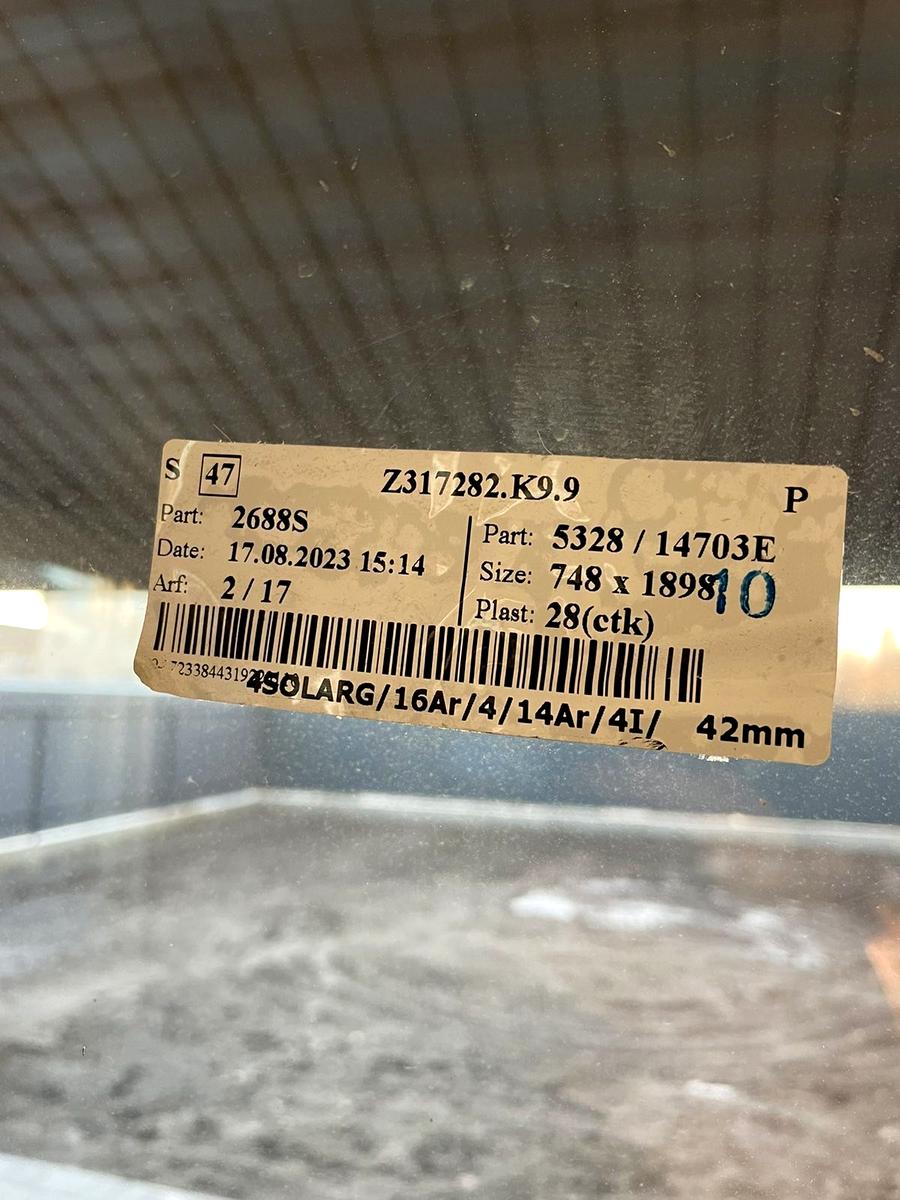 S 47 Z317282.K9.9 P
Part: 2688S
Date: 17.08.2023 15:14
Arf: 2 / 17
Part: 5328 / 14703E
Size: 748 x 1898
10
Plast: 28(ctk)
4SOLARG/16Ar/4/14Ar/4I/ 42mm